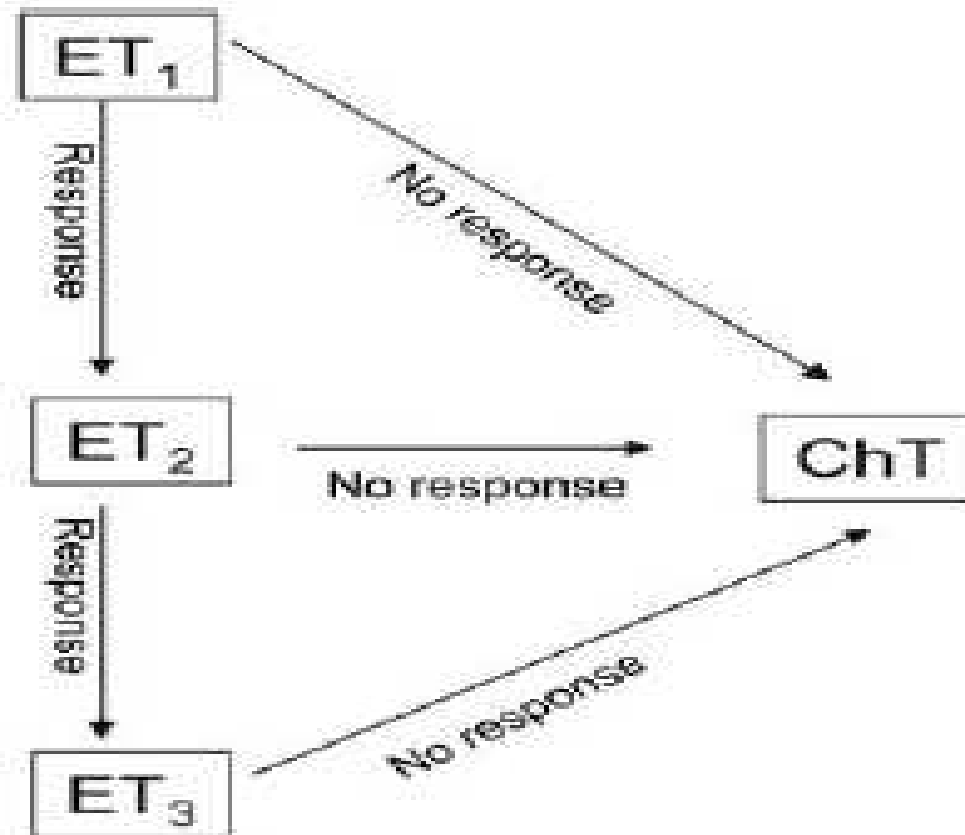 ET₁
Response
No response
ET₂
No response
ChT
Response
No response
ET₃